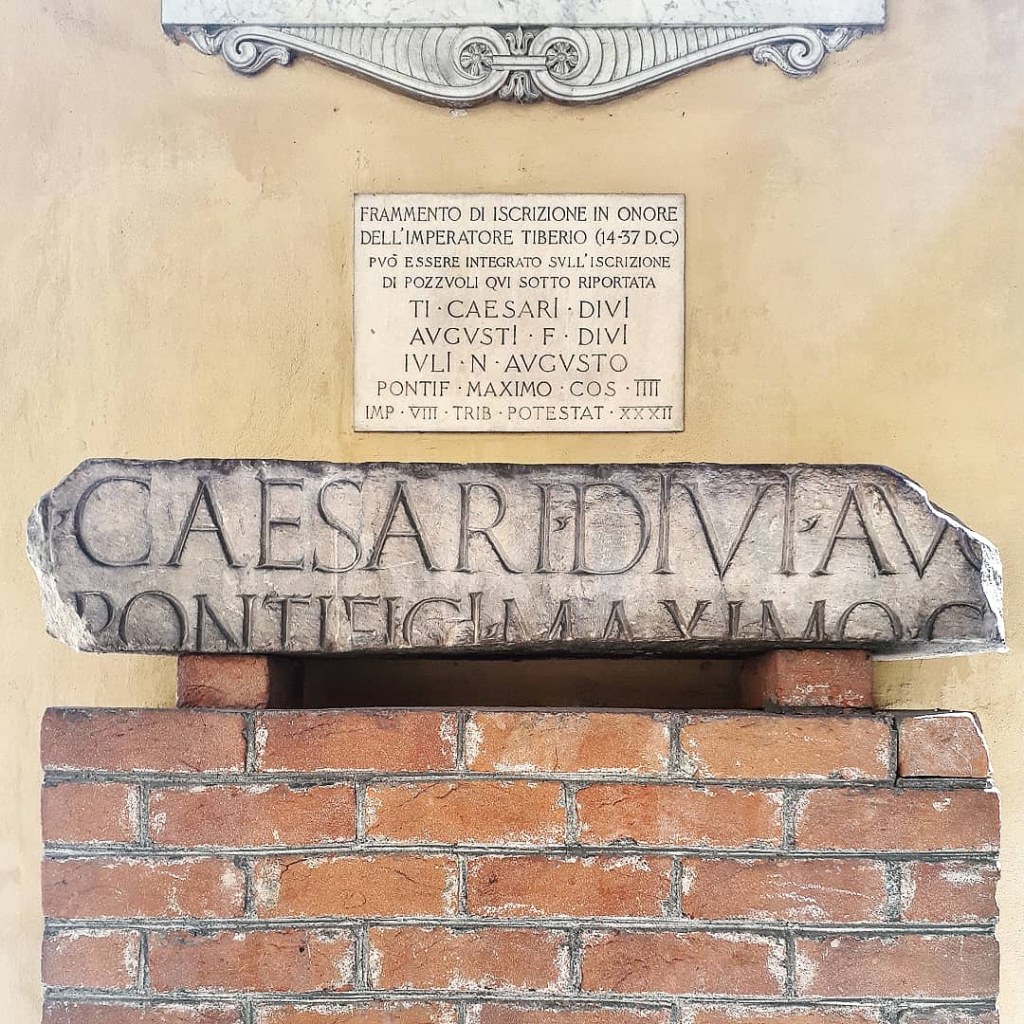 FRAMMENTO DI ISCRIZIONE IN ONORE
DELL'IMPERATORE TIBERIO (14-37 D.C.)
PVÒ ESSERE INTEGRATO SVLL'ISCRIZIONE
DI POZZVOLI QVI SOTTO RIPORTATA
TI · CAESARI · DIVI
AVGVSTI · F · DIVI
IVLI · N · AVGVSTO
PONTIF · MAXIMO · COS · IIII
IMP · VIII · TRIB · POTESTAT · XXXII
· CAESARI · DIVI · AVG
PONTIFICI · MAXIMO C